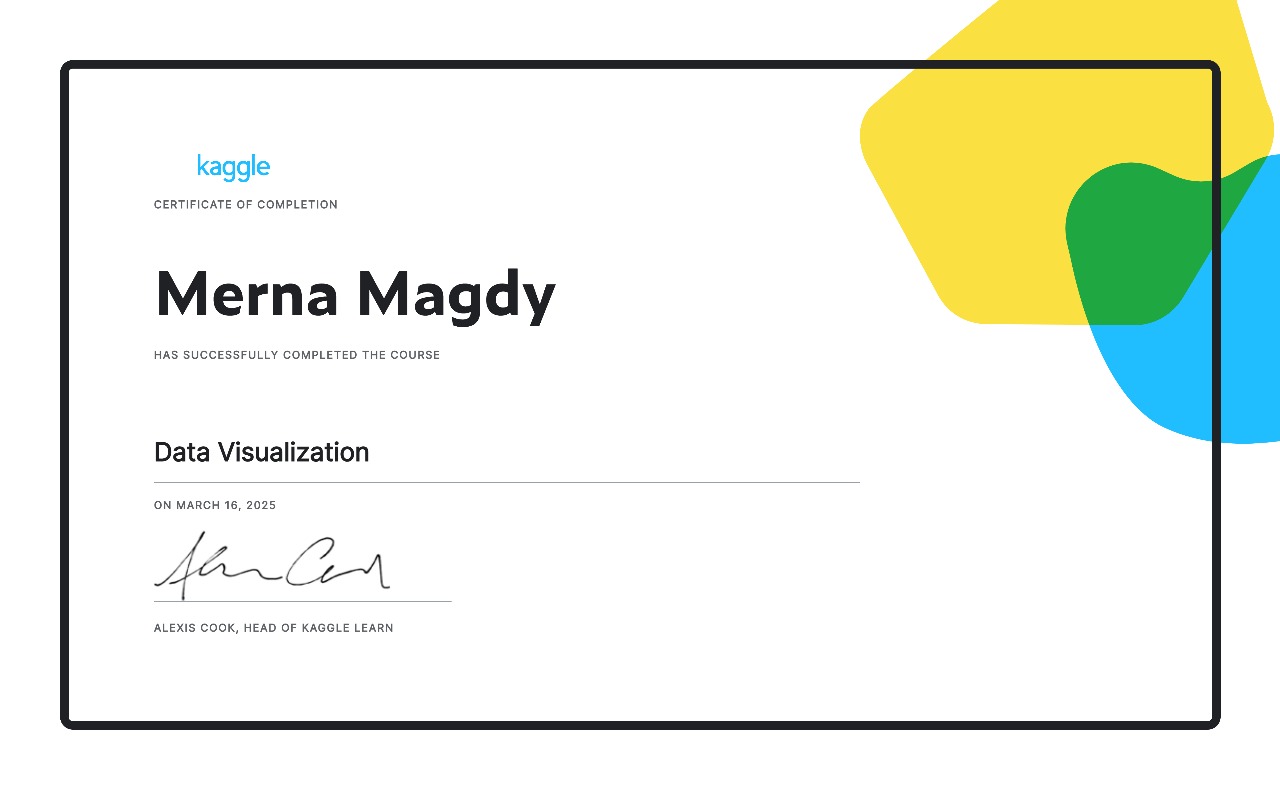 kaggle
CERTIFICATE OF COMPLETION
Merna Magdy
HAS SUCCESSFULLY COMPLETED THE COURSE
Data Visualization
ON MARCH 16, 2025
ALEXIS COOK, HEAD OF KAGGLE LEARN